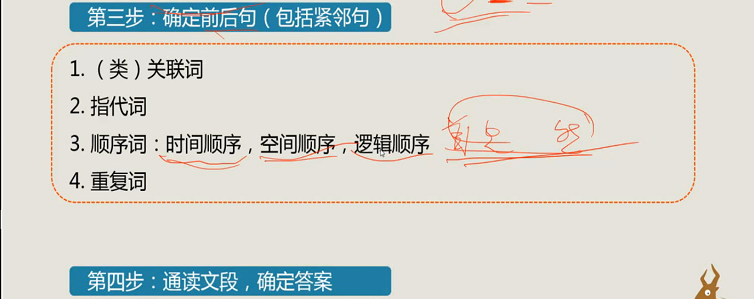 第三步：确定前后句（包括紧邻句）
1.（类）关联词
2. 指代词
3. 顺序词：时间顺序，空间顺序，逻辑顺序
4. 重复词
第四步：通读文段，确定答案